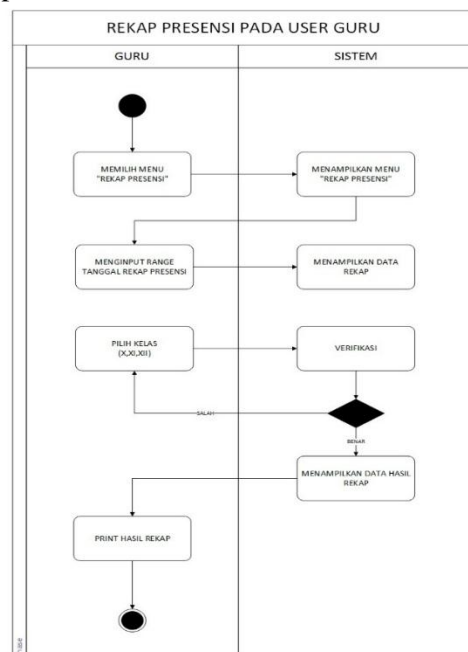 REKAP PRESENSI PADA USER GURU
GURU
SISTEM
MEMILIH MENU
"REKAP PRESENSI"
MENAMPILKAN MENU
"REKAP PRESENSI"
MENGINPUT RANGE
TANGGAL REKAP PRESENSI
MENAMPILKAN DATA
REKAP
PILIH KELAS
(X,XI,XII)
VERIFIKASI
SALAH
BENAR
MENAMPILKAN DATA HASIL
REKAP
PRINT HASIL REKAP